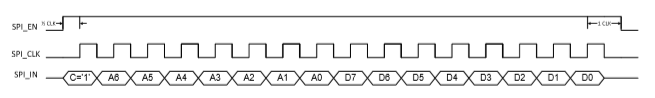 ½ CLK
1 CLK
SPI_EN
SPI_CLK
SPI_IN C='1' A6 A5 A4 A3 A2 A1 A0 D7 D6 D5 D4 D3 D2 D1 D0